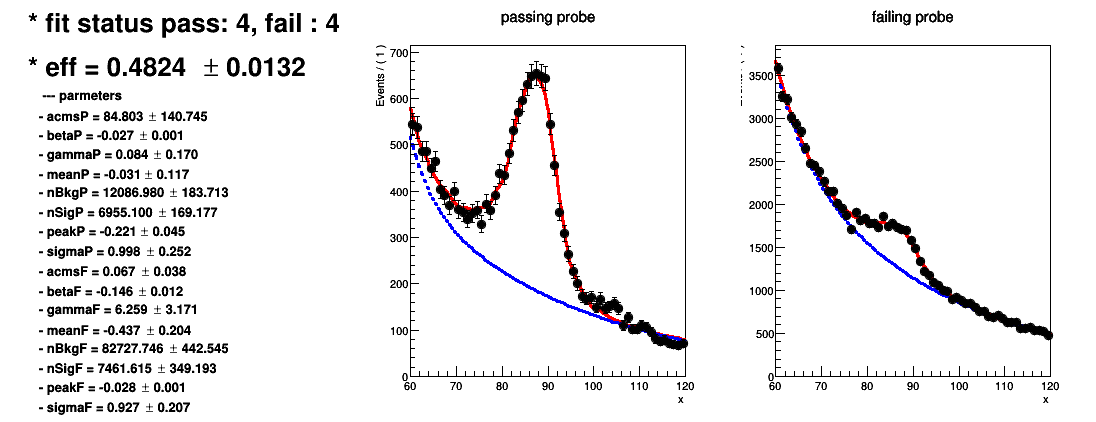 * fit status pass: 4, fail : 4
* eff = 0.4824 ± 0.0132
--- parmeters
- acmsP = 84.803 ± 140.745
- betaP = -0.027 ± 0.001
- gammaP = 0.084 ± 0.170
- meanP = -0.031 ± 0.117
- nBkgP = 12086.980 ± 183.713
- nSigP = 6955.100 ± 169.177
- peakP = -0.221 ± 0.045
- sigmaP = 0.998 ± 0.252
- acmsF = 0.067 ± 0.038
- betaF = -0.146 ± 0.012
- gammaF = 6.259 ± 3.171
- meanF = -0.437 ± 0.204
- nBkgF = 82727.746 ± 442.545
- nSigF = 7461.615 ± 349.193
- peakF = -0.028 ± 0.001
- sigmaF = 0.927 ± 0.207
passing probe
Events / ( 1 )
700
600
500
400
300
200
100
0
60 70 80 90 100 110 120
x
failing probe
3500
3000
2500
2000
1500
1000
500
0
60 70 80 90 100 110 120
x